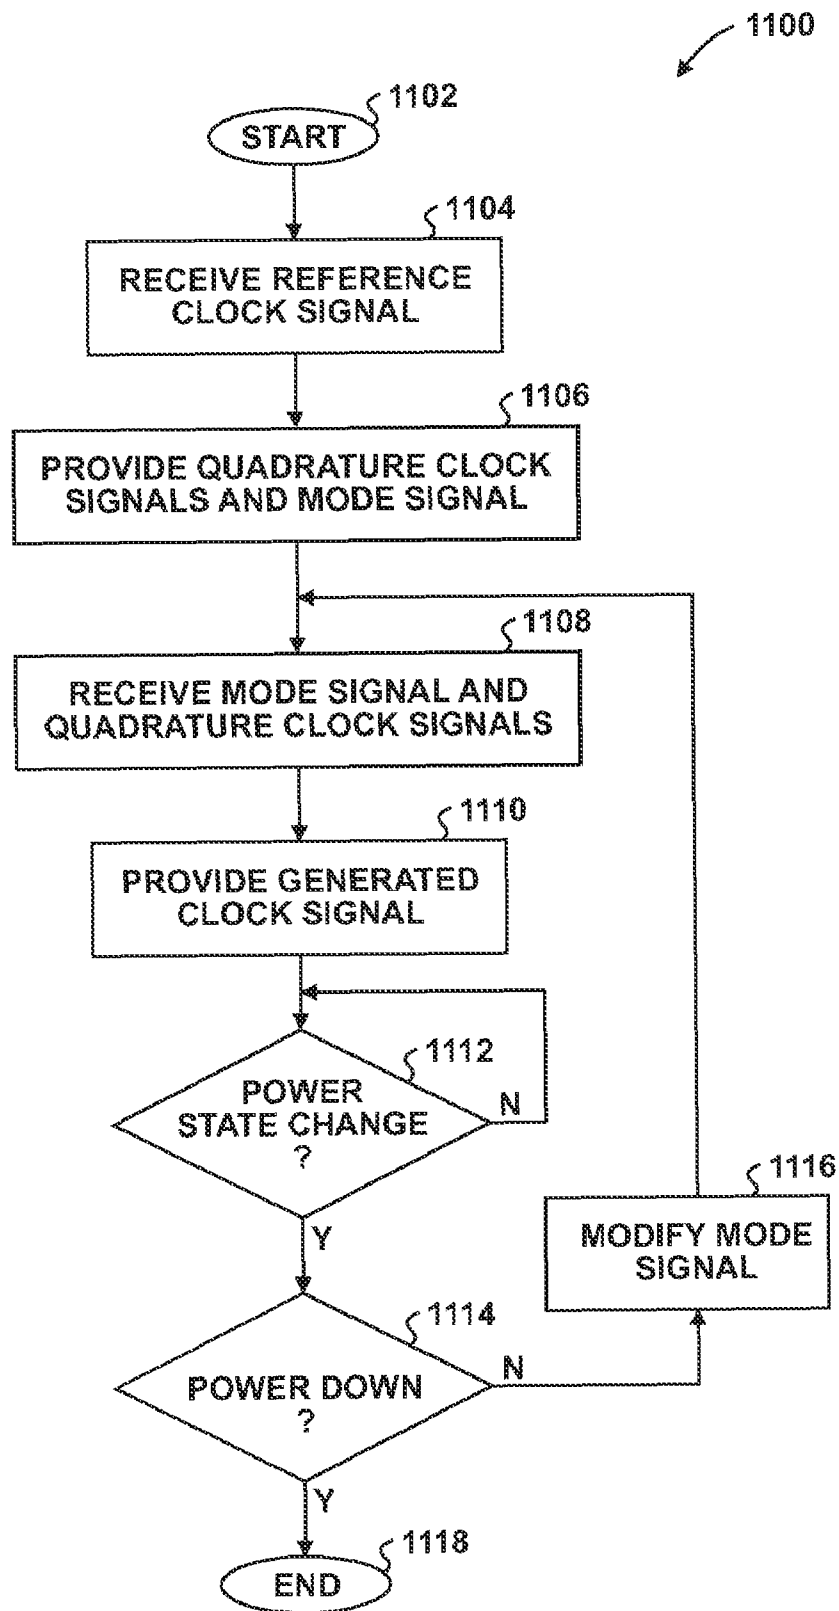 1100
1102
START
1104
RECEIVE REFERENCE
CLOCK SIGNAL
1106
PROVIDE QUADRATURE CLOCK
SIGNALS AND MODE SIGNAL
1108
RECEIVE MODE SIGNAL AND
QUADRATURE CLOCK SIGNALS
1110
PROVIDE GENERATED
CLOCK SIGNAL
1112
POWER
STATE CHANGE
?
N
Y
1116
MODIFY MODE
SIGNAL
1114
POWER DOWN
?
N
Y
1118
END